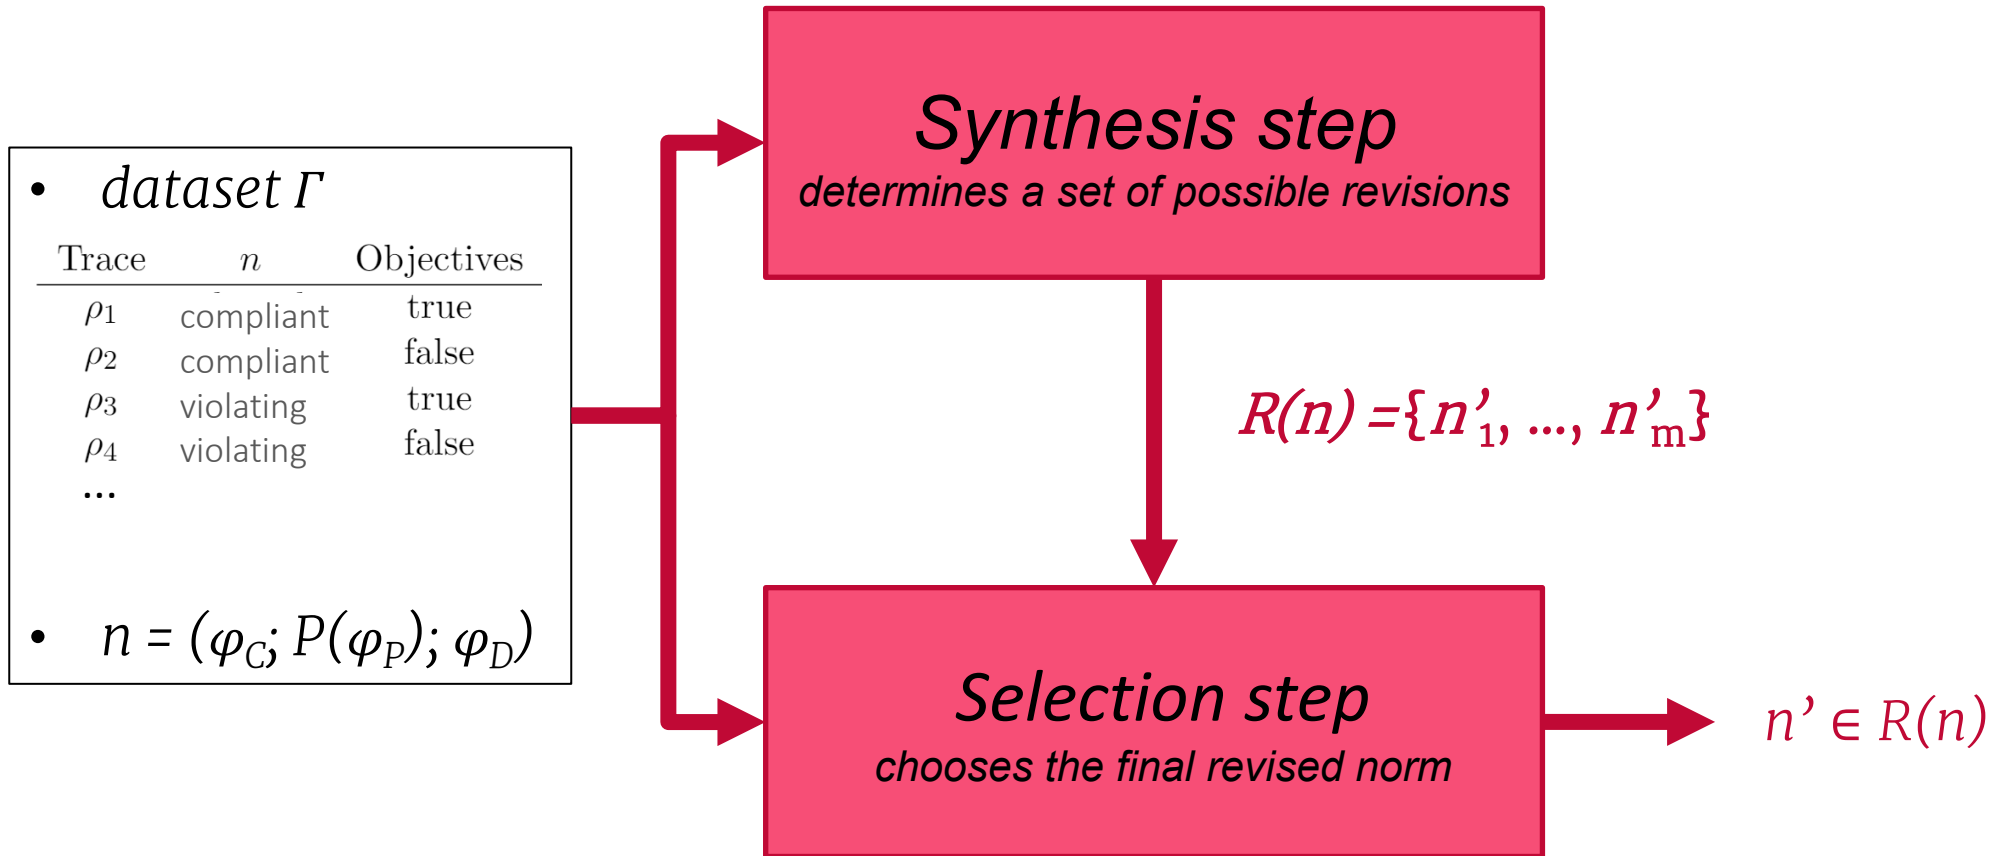 • dataset Γ
Trace n Objectives
ρ1 compliant true
ρ2 compliant false
ρ3 violating true
ρ4 violating false
...
• n = (φC; P(φP); φD)
Synthesis step
determines a set of possible revisions
R(n) ={n’1, ..., n’m}
Selection step
chooses the final revised norm
n’ ∈ R(n)